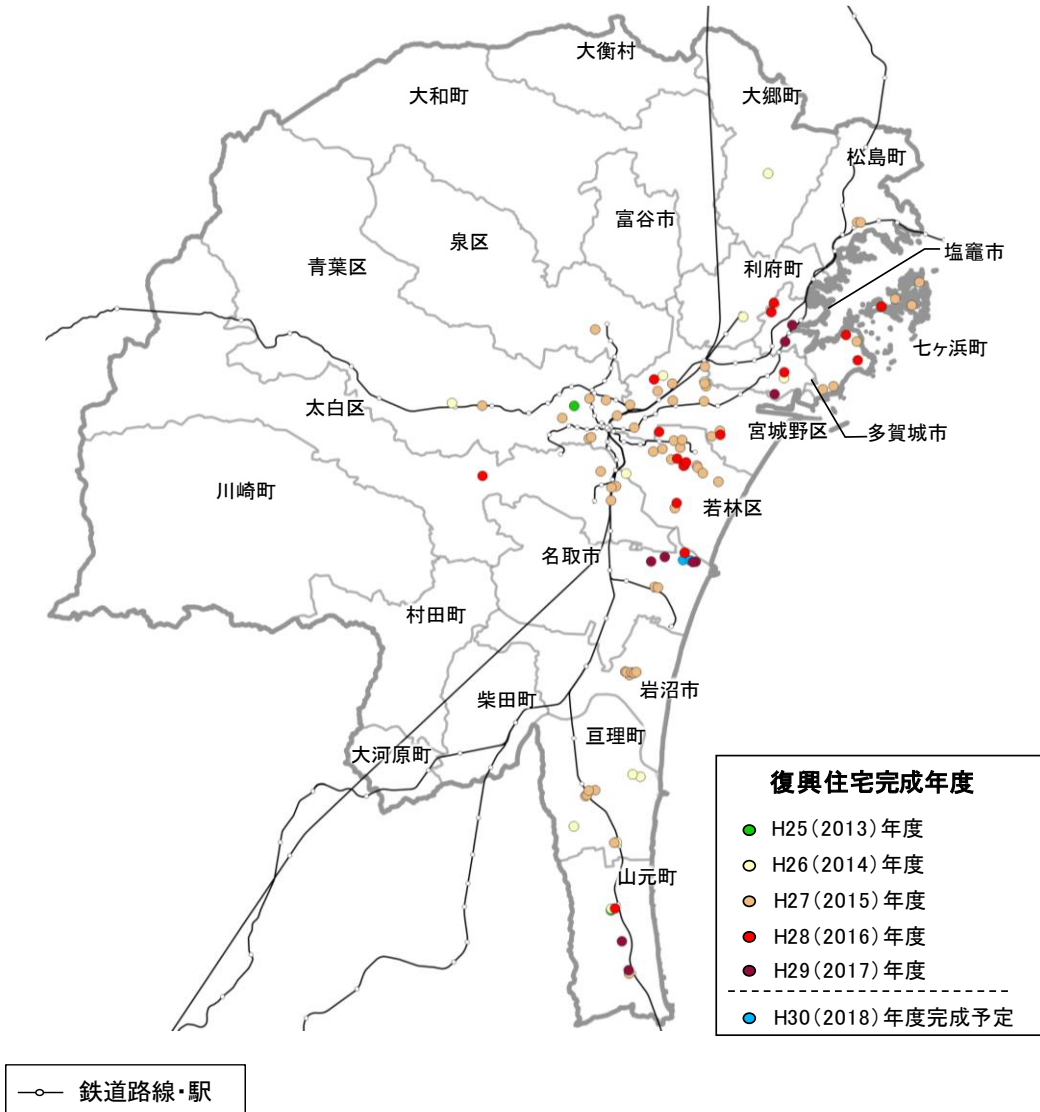 大衡村
大和町
大郷町
松島町
富谷市
泉区
塩竈市
青葉区
利府町
七ヶ浜町
太白区
宮城野区
多賀城市
川崎町
若林区
名取市
村田町
岩沼市
柴田町
亘理町
大河原町
山元町
復興住宅完成年度
H25(2013)年度
H26(2014)年度
H27(2015)年度
H28(2016)年度
H29(2017)年度
H30(2018)年度完成予定
鉄道路線・駅